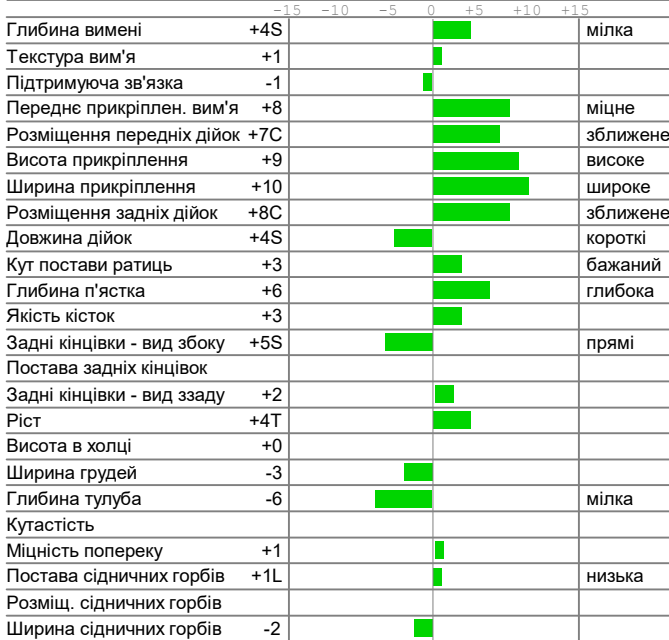 -15 -10 -5 0 +5 +10 +15
Глибина вимені +4S мілка
Текстура вим'я +1
Підтримуюча зв'язка -1
Переднє прикріплен. вим'я +8 міцне
Розміщення передніх дійок +7C зближене
Висота прикріплення +9 високе
Ширина прикріплення +10 широке
Розміщення задніх дійок +8C зближене
Довжина дійок +4S короткі
Кут постави ратиць +3 бажаний
Глибина п'ястка +6 глибока
Якість кісток +3
Задні кінцівки - вид збоку +5S прямі
Постава задніх кінцівок
Задні кінцівки - вид ззаду +2
Ріст +4T
Висота в холці +0
Ширина грудей -3
Глибина тулуба -6 мілка
Кутастість
Міцність попереку +1
Постава сідничних горбів +1L низька
Розміщ. сідничних горбів
Ширина сідничних горбів -2